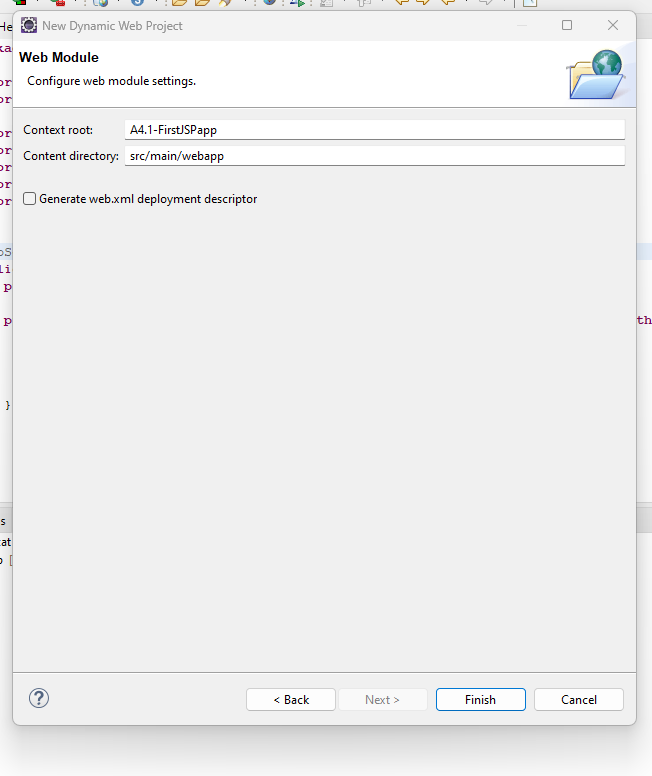 New Dynamic Web Project
Web Module
Configure web module settings.
Context root: A4.1-FirstJSPapp
Content directory: src/main/webapp
Generate web.xml deployment descriptor
< Back Next > Finish Cancel